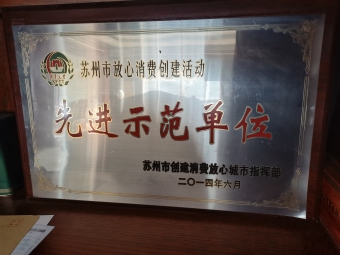 苏州市放心消费创建活动
先进示范单位
苏州市创建消费放心城市指挥部
二〇一四年六月